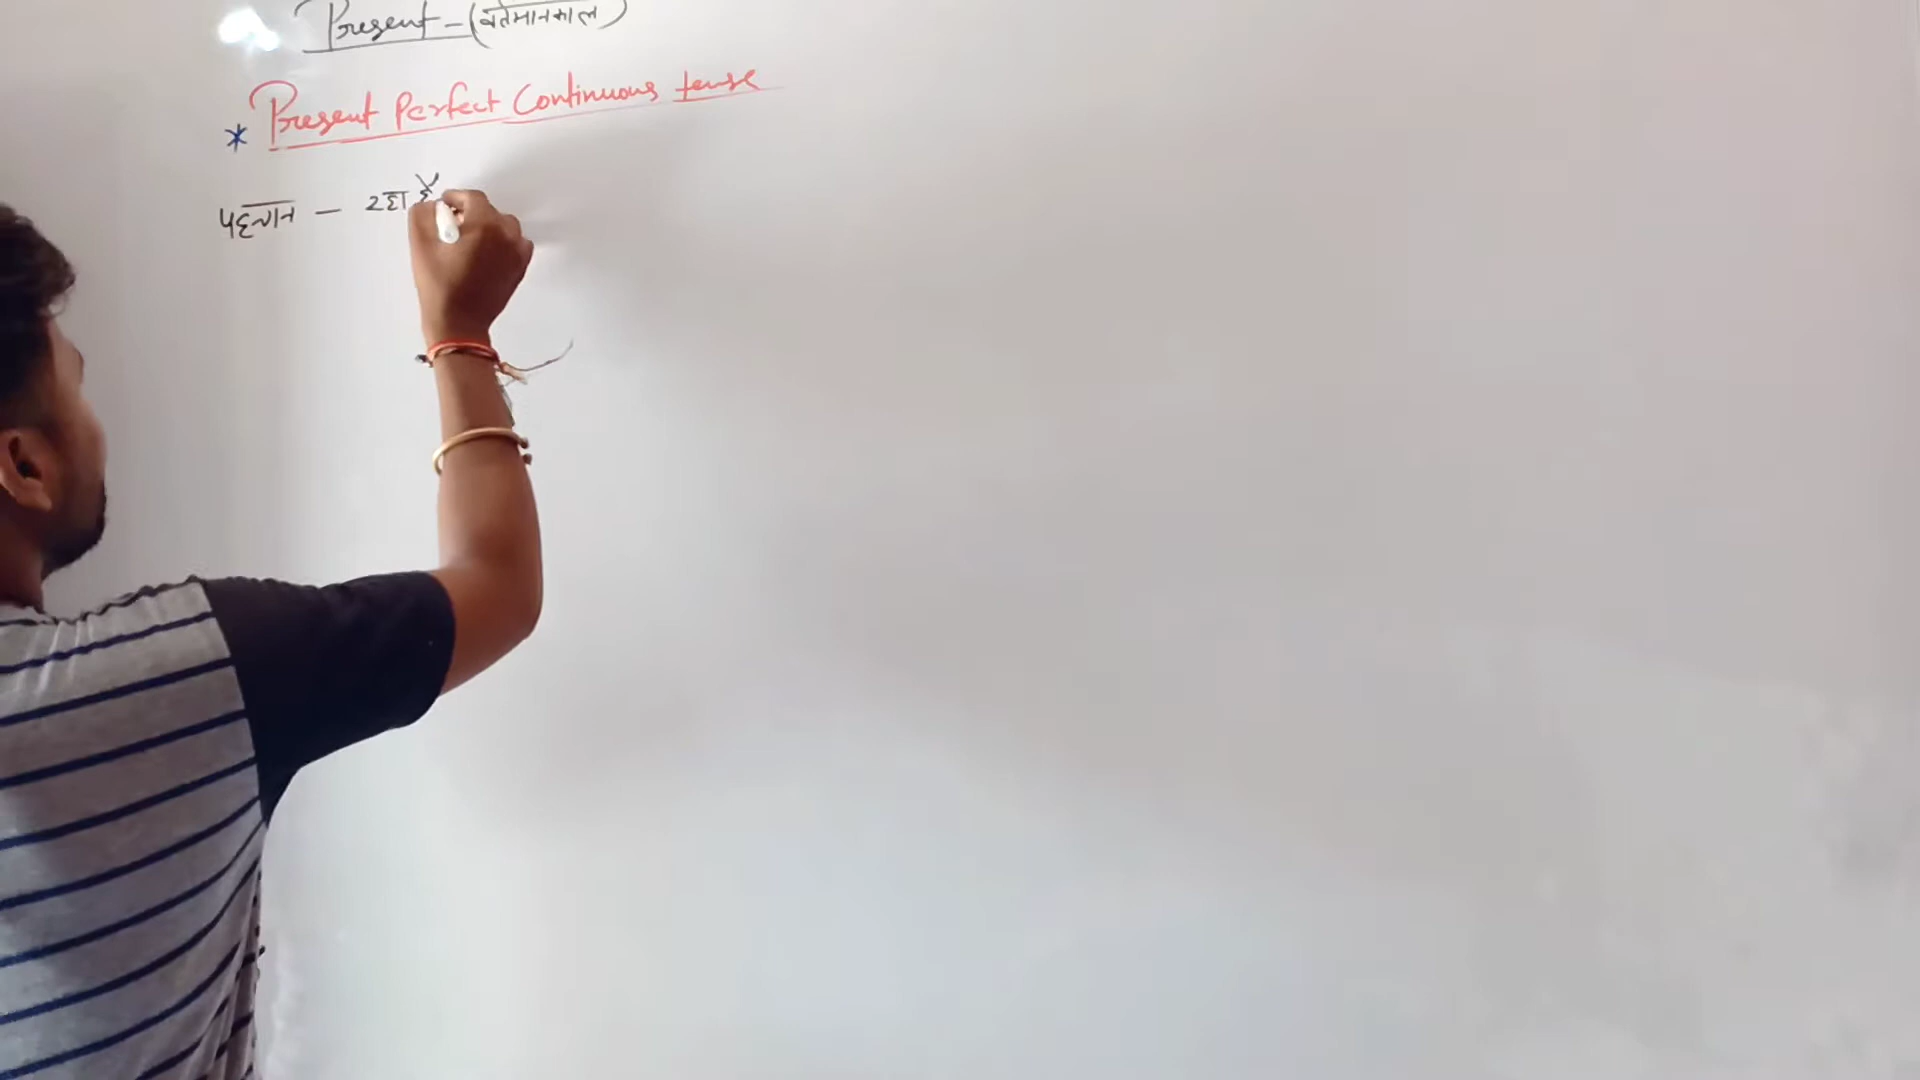 Present - (वर्तमानकाल)
* Present Perfect Continuous tense
पहचान - रहा है